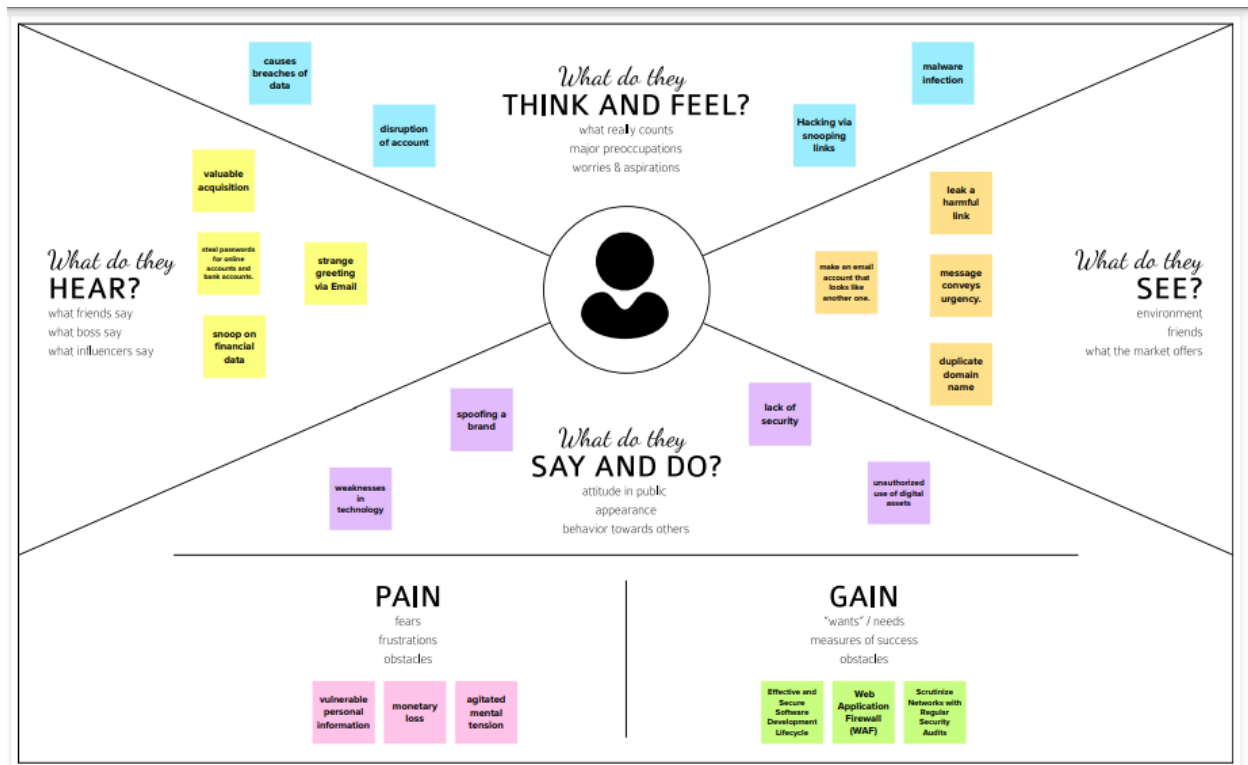 causes
breaches of
data
disruption
of account
What do they
THINK AND FEEL?
what really counts
major preoccupations
worries & aspirations
malware
infection
Hacking via
snooping
links
valuable
acquisition
steal passwords
for online
accounts and
bank accounts.
strange
greeting
via Email
snoop on
financial
data
What do they
HEAR?
what friends say
what boss say
what influencers say
leak a
harmful
link
make an email
account that
looks like
another one.
message
conveys
urgency.
duplicate
domain
name
What do they
SEE?
environment
friends
what the market offers
spoofing a
brand
weaknesses
in
technology
What do they
SAY AND DO?
attitude in public
appearance
behavior towards others
lack of
security
unauthorized
use of digital
assets
PAIN
fears
frustrations
obstacles
vulnerable
personal
information
monetary
loss
agitated
mental
tension
GAIN
"wants" / needs
measures of success
obstacles
Effective and
Secure
Software
Development
Lifecycle
Web
Application
Firewall
(WAF)
Scrutinize
Networks with
Regular
Security
Audits